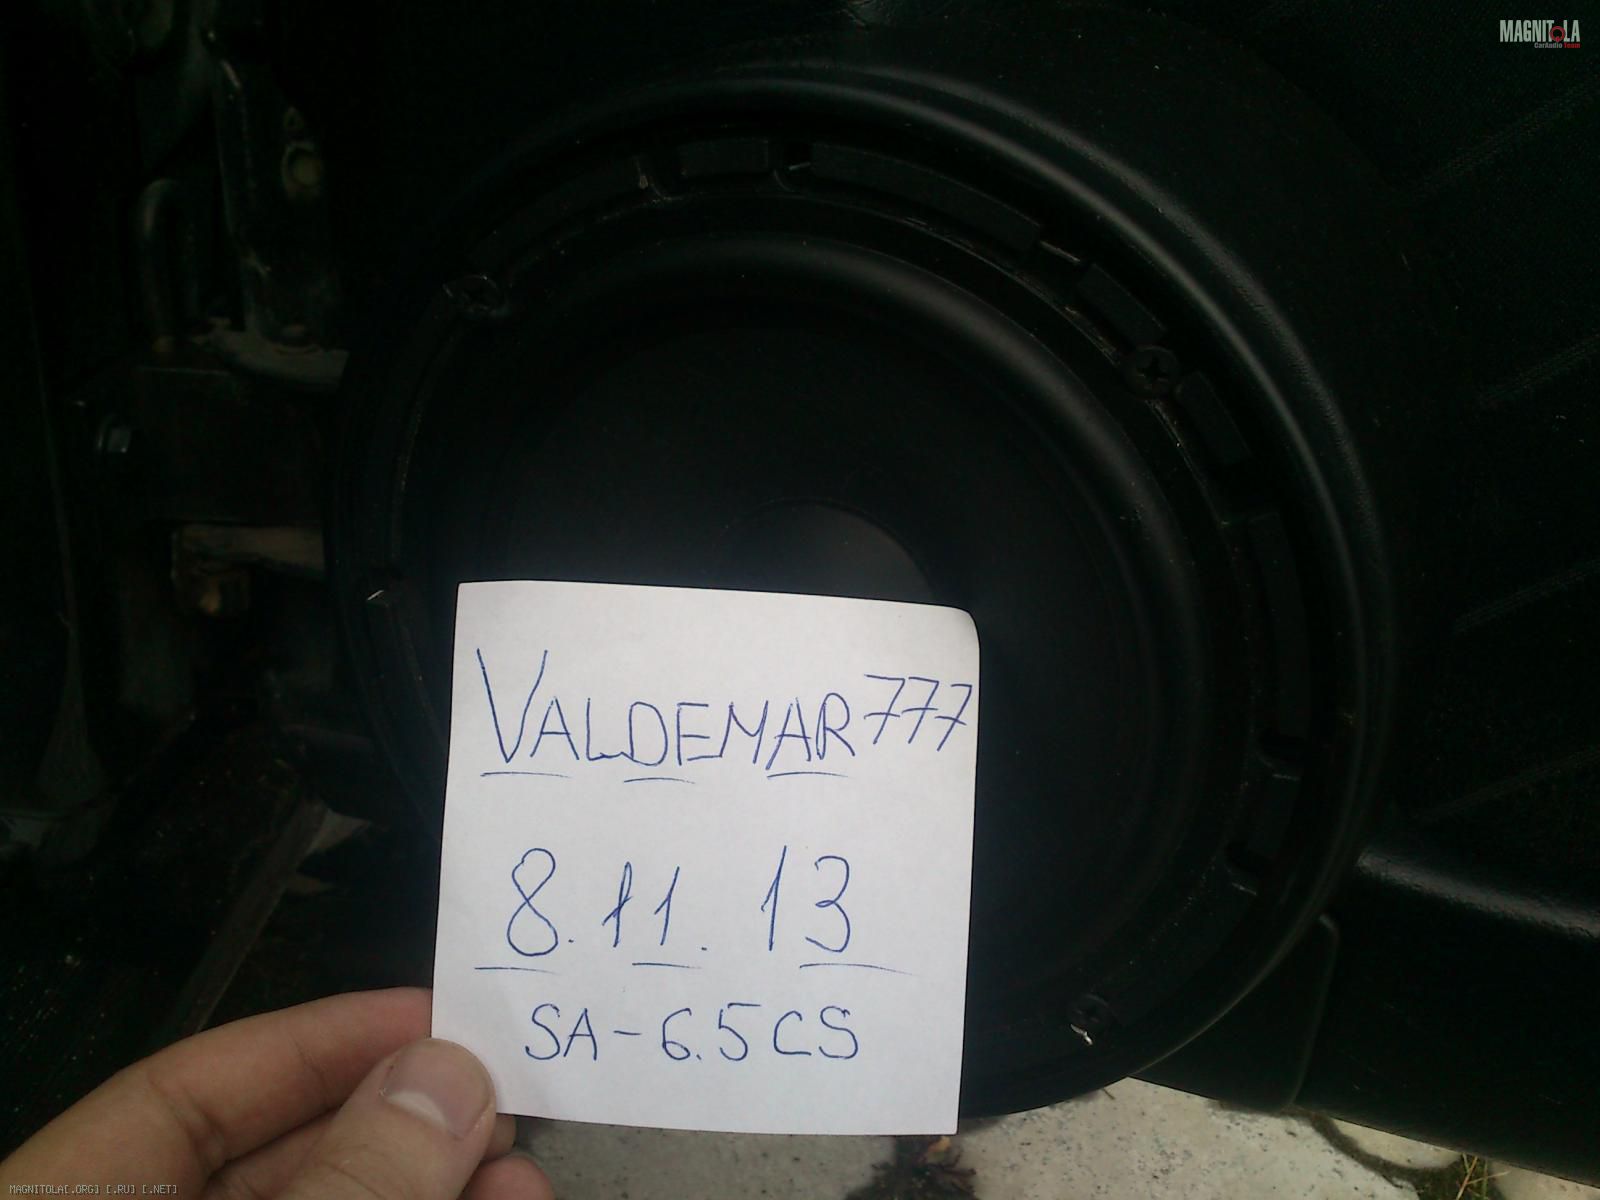 MAGNITOLA
CarAudio Team
VALDEMAR777
8.11.13
SA-6.5CS
MAGNITOLA[.ORG] [.RU] [.NET]